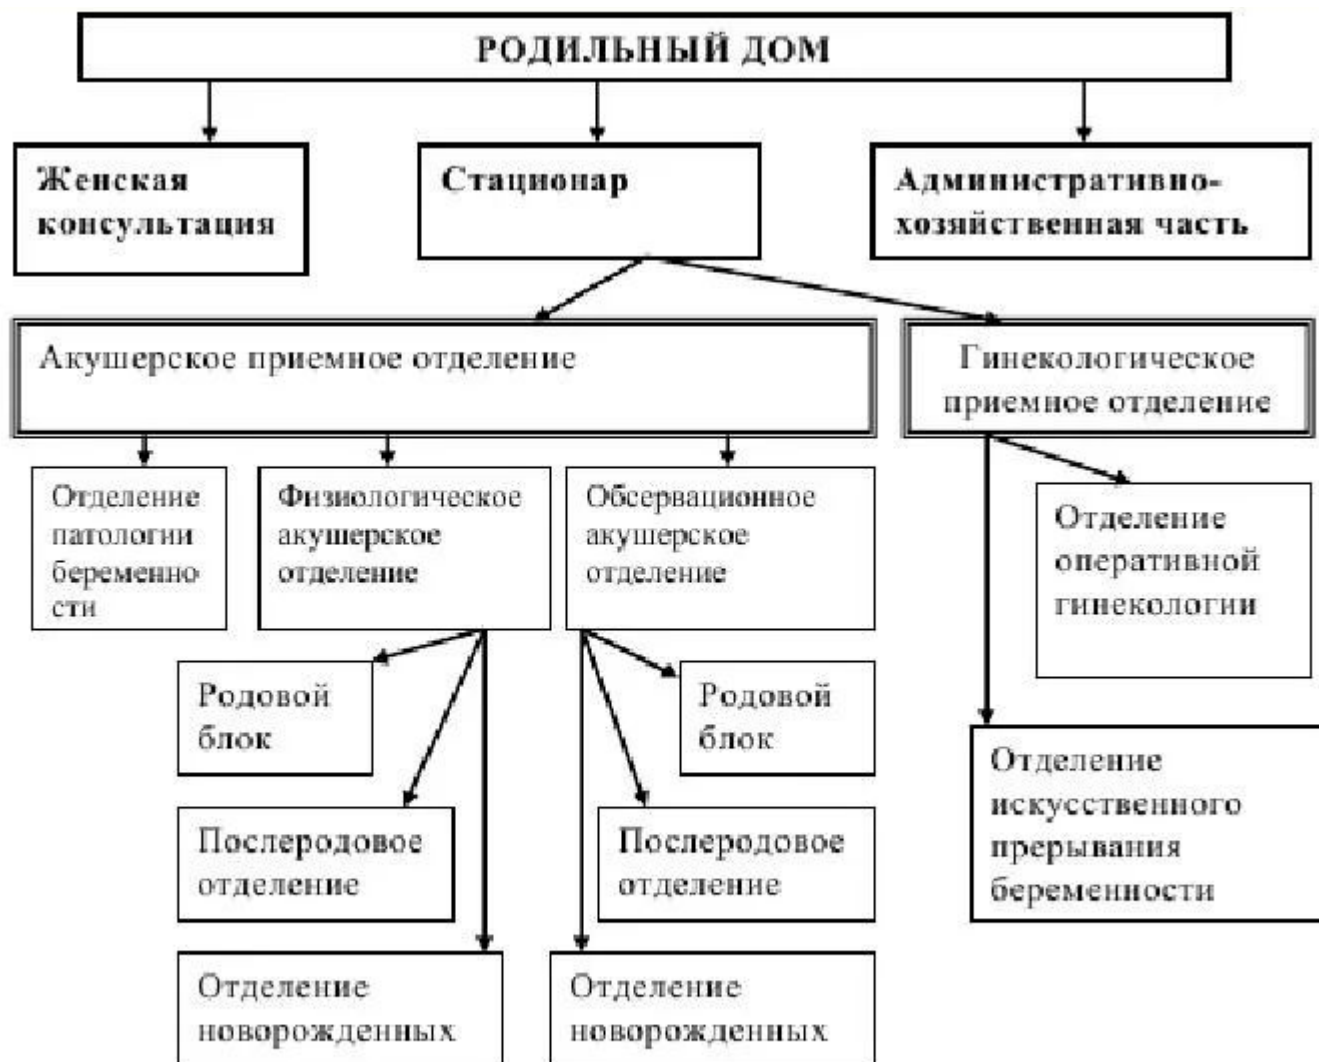 РОДИЛЬНЫЙ ДОМ
Женская
консультация
Стационар
Административно-
хозяйственная часть
Акушерское приемное отделение
Гинекологическое
приемное отделение
Отделение
патологии
беременно
сти
Физиологическое
акушерское
отделение
Обсервационное
акушерское
отделение
Отделение
оперативной
гинекологии
Родовой
блок
Родовой
блок
Отделение
искусственного
прерывания
беременности
Послеродовое
отделение
Послеродовое
отделение
Отделение
новорожденных
Отделение
новорожденных